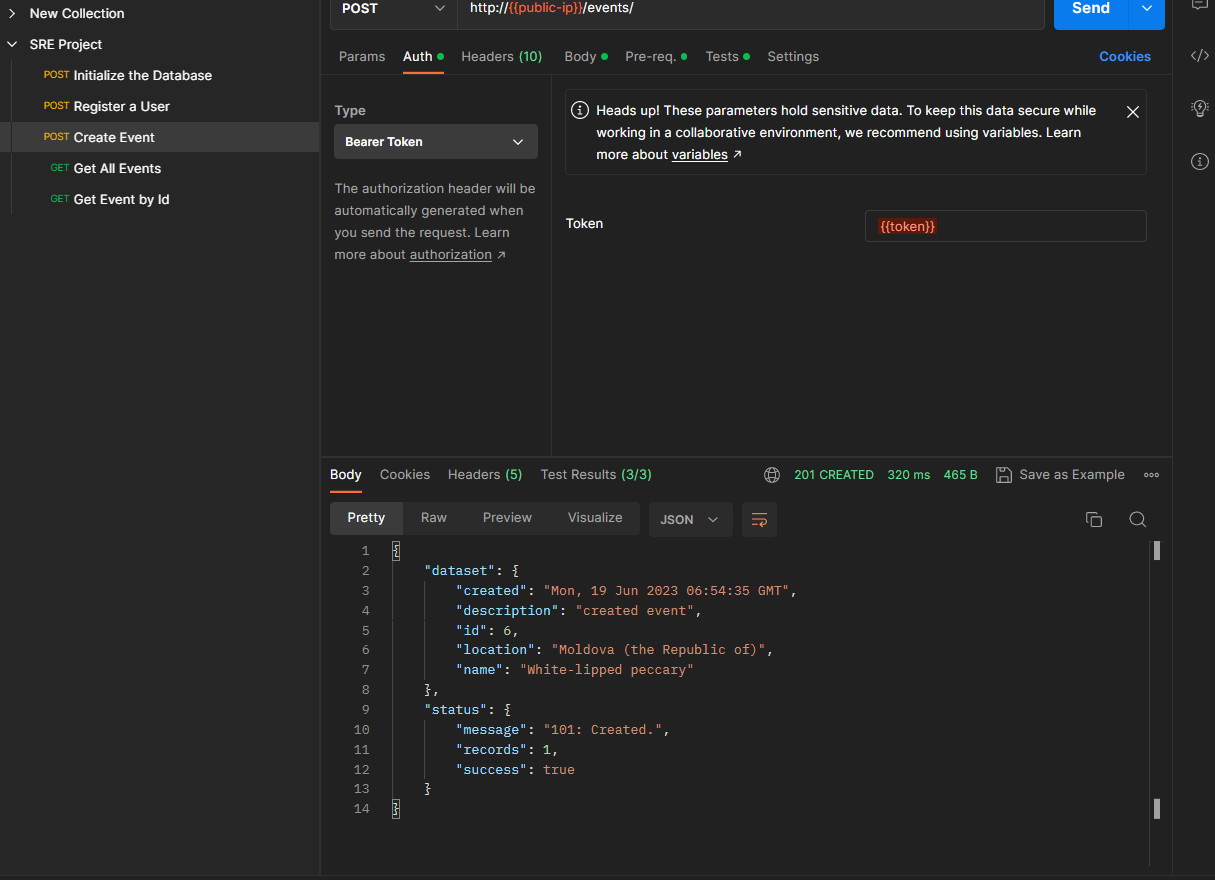 New Collection
SRE Project
POST Initialize the Database
POST Register a User
POST Create Event
GET Get All Events
GET Get Event by Id
POST
http://{{public-ip}}/events/
Send
Params Auth Headers (10) Body Pre-req. Tests Settings Cookies
Type
Bearer Token
The authorization header will be
automatically generated when
you send the request. Learn
more about authorization ↗
Heads up! These parameters hold sensitive data. To keep this data secure while
working in a collaborative environment, we recommend using variables. Learn
more about variables ↗
Token
{{token}}
Body Cookies Headers (5) Test Results (3/3) 201 CREATED 320 ms 465 B Save as Example
Pretty Raw Preview Visualize JSON
1 {
2 "dataset": {
3 "created": "Mon, 19 Jun 2023 06:54:35 GMT",
4 "description": "created event",
5 "id": 6,
6 "location": "Moldova (the Republic of)",
7 "name": "White-lipped peccary"
8 },
9 "status": {
10 "message": "101: Created.",
11 "records": 1,
12 "success": true
13 }
14 }